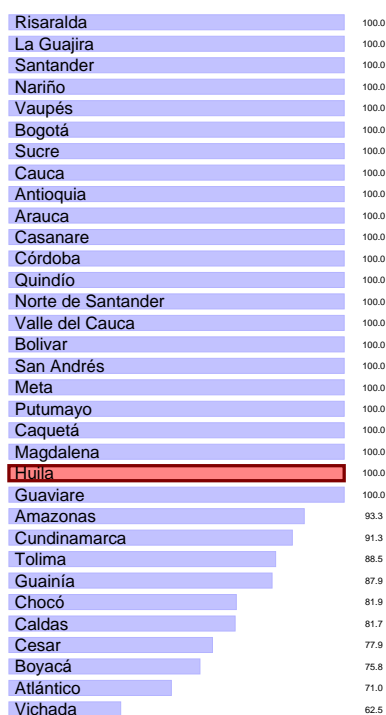 Risaralda 100.0
La Guajira 100.0
Santander 100.0
Nariño 100.0
Vaupés 100.0
Bogotá 100.0
Sucre 100.0
Cauca 100.0
Antioquia 100.0
Arauca 100.0
Casanare 100.0
Córdoba 100.0
Quindío 100.0
Norte de Santander 100.0
Valle del Cauca 100.0
Bolivar 100.0
San Andrés 100.0
Meta 100.0
Putumayo 100.0
Caquetá 100.0
Magdalena 100.0
Huila 100.0
Guaviare 100.0
Amazonas 93.3
Cundinamarca 91.3
Tolima 88.5
Guainía 87.9
Chocó 81.9
Caldas 81.7
Cesar 77.9
Boyacá 75.8
Atlántico 71.0
Vichada 62.5